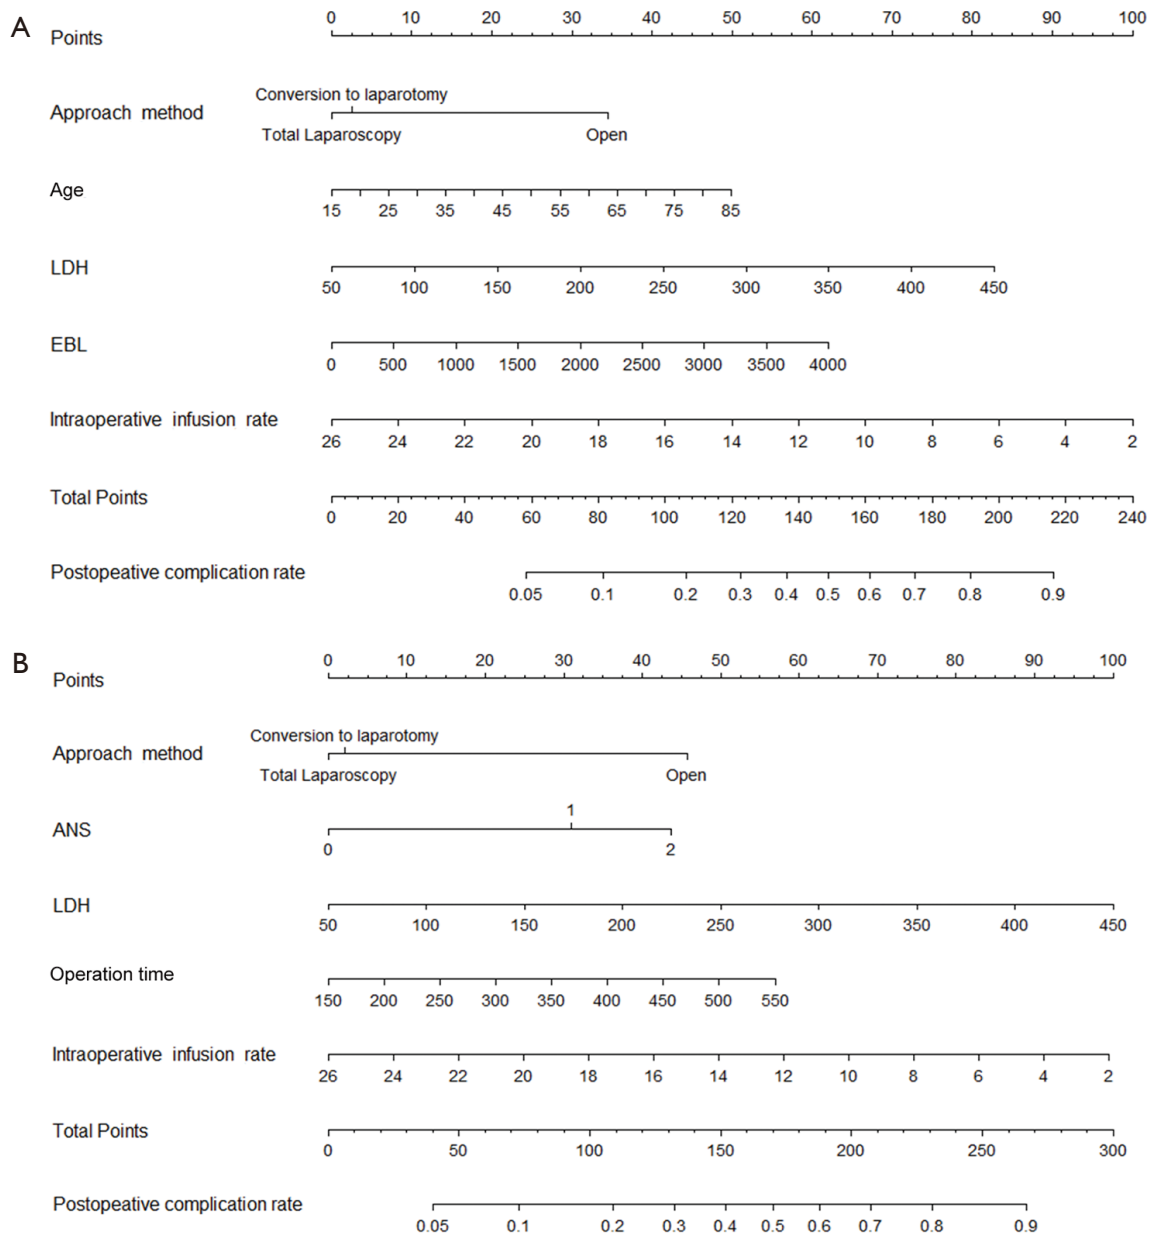 A
0 10 20 30 40 50 60 70 80 90 100
Points
Conversion to laparotomy
Approach method
Total Laparoscopy Open
Age
15 25 35 45 55 65 75 85
LDH
50 100 150 200 250 300 350 400 450
EBL
0 500 1000 1500 2000 2500 3000 3500 4000
Intraoperative infusion rate
26 24 22 20 18 16 14 12 10 8 6 4 2
Total Points
0 20 40 60 80 100 120 140 160 180 200 220 240
Postopeative complication rate
0.05 0.1 0.2 0.3 0.4 0.5 0.6 0.7 0.8 0.9
B
0 10 20 30 40 50 60 70 80 90 100
Points
Conversion to laparotomy
Approach method
Total Laparoscopy Open
1
ANS
0 2
LDH
50 100 150 200 250 300 350 400 450
Operation time
150 200 250 300 350 400 450 500 550
Intraoperative infusion rate
26 24 22 20 18 16 14 12 10 8 6 4 2
Total Points
0 50 100 150 200 250 300
Postopeative complication rate
0.05 0.1 0.2 0.3 0.4 0.5 0.6 0.7 0.8 0.9